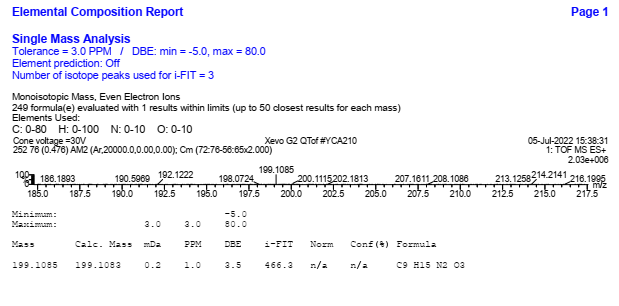 Elemental Composition Report Page 1
Single Mass Analysis
Tolerance = 3.0 PPM / DBE: min = -5.0, max = 80.0
Element prediction: Off
Number of isotope peaks used for i-FIT = 3
Monoisotopic Mass, Even Electron Ions
249 formula(e) evaluated with 1 results within limits (up to 50 closest results for each mass)
Elements Used:
C: 0-80 H: 0-100 N: 0-10 O: 0-10
Cone voltage =30V Xevo G2 QTof #YCA210 05-Jul-2022 15:38:31
252 76 (0.476) AM2 (Ar,20000.0,0.00,0.00); Cm (72:76-56:65x2.000) 1: TOF MS ES+
2.03e+006
199.1085
100 186.1893 190.5969 192.1222 198.0724 200.1115 202.1813 207.1611 208.1086 213.1258 214.2141 216.1995
m/z
185.0 187.5 190.0 192.5 195.0 197.5 200.0 202.5 205.0 207.5 210.0 212.5 215.0 217.5
Minimum: -5.0
Maximum: 3.0 3.0 80.0
Mass Calc. Mass mDa PPM DBE i-FIT Norm Conf(%) Formula
199.1085 199.1083 0.2 1.0 3.5 466.3 n/a n/a C9 H15 N2 O3